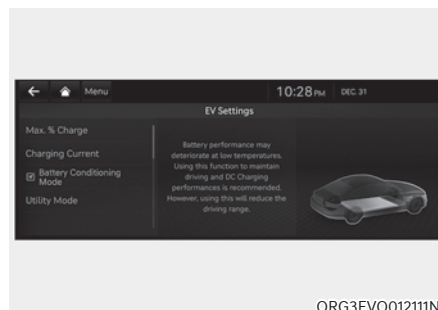 Menu
10:28 PM DEC. 31
EV Settings
Max. % Charge
Charging Current
Battery Conditioning
Mode
Utility Mode
Battery performance may
deteriorate at low temperatures.
Using this function to maintain
driving and DC Charging
performances is recommended.
However, using this will reduce the
driving range.
ORG3EVQ012111N